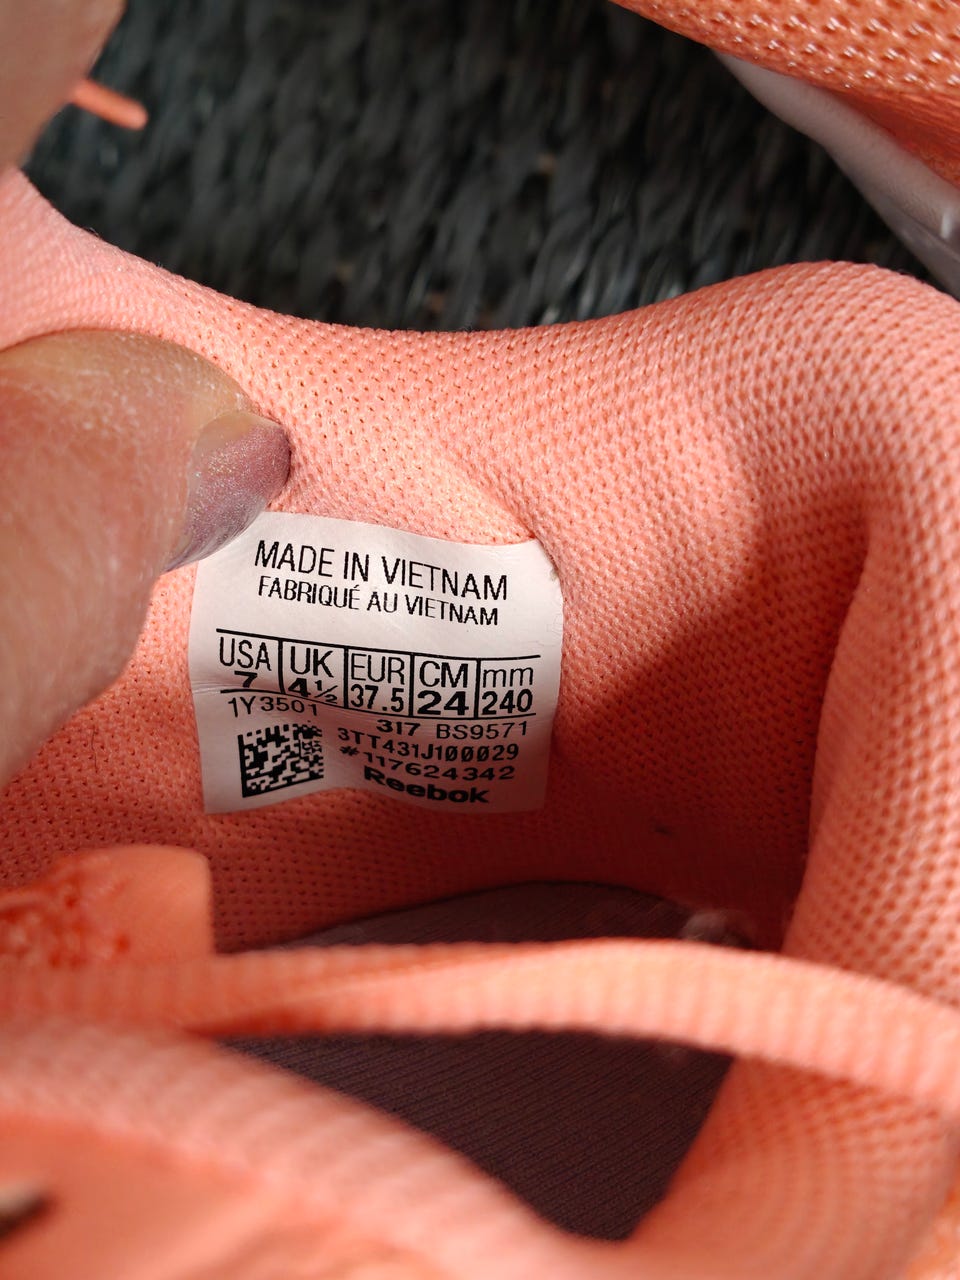 MADE IN VIETNAM
FABRIQUÉ AU VIETNAM
USA UK EUR CM mm
7 4½ 37.5 24 240
1Y3501 317 BS9571
3TT431J100029
#117624342
Reebok